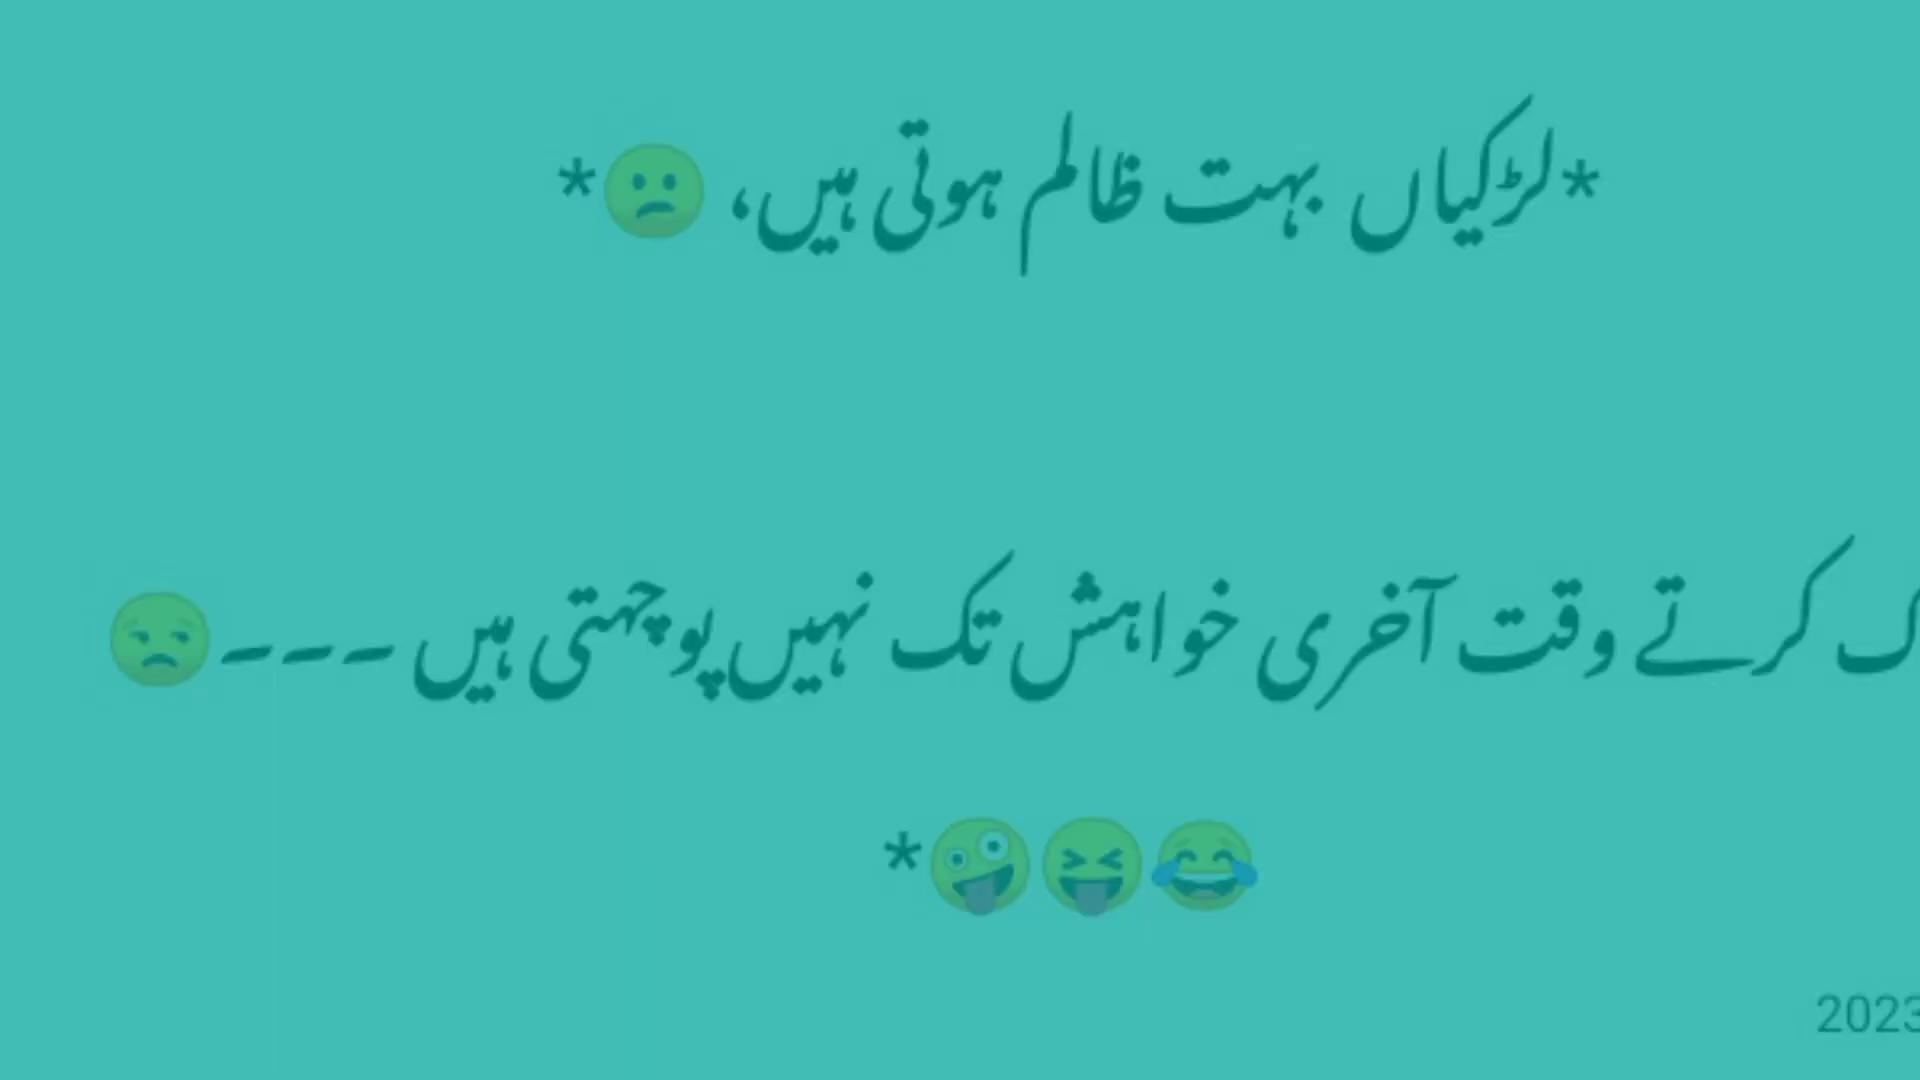 *لڑکیاں بہت ظالم ہوتی ہیں، 😕*
کرتے وقت آخری خواہش تک نہیں پوچھتی ہیں ۔۔۔😒
😂😝🤪*
2023